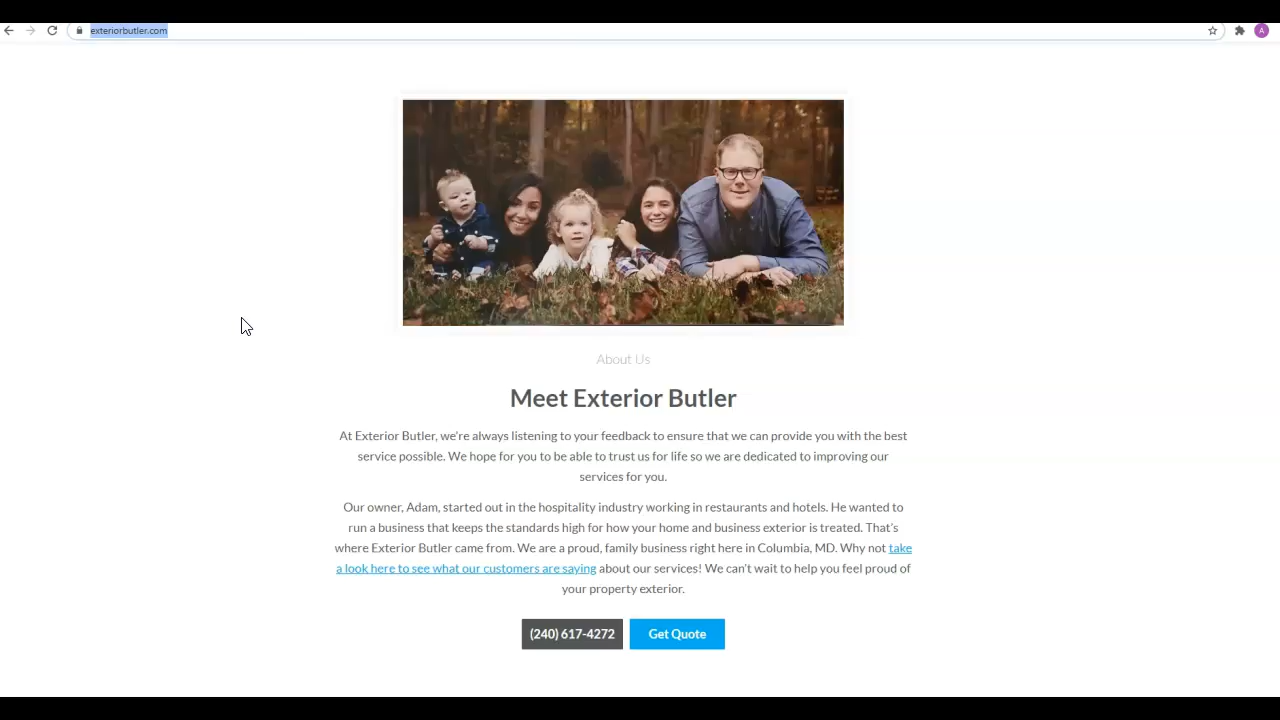 exteriorbutler.com
A
About Us
Meet Exterior Butler
At Exterior Butler, we're always listening to your feedback to ensure that we can provide you with the best
service possible. We hope for you to be able to trust us for life so we are dedicated to improving our
services for you.
Our owner, Adam, started out in the hospitality industry working in restaurants and hotels. He wanted to
run a business that keeps the standards high for how your home and business exterior is treated. That's
where Exterior Butler came from. We are a proud, family business right here in Columbia, MD. Why not take
a look here to see what our customers are saying about our services! We can't wait to help you feel proud of
your property exterior.
(240) 617-4272 Get Quote